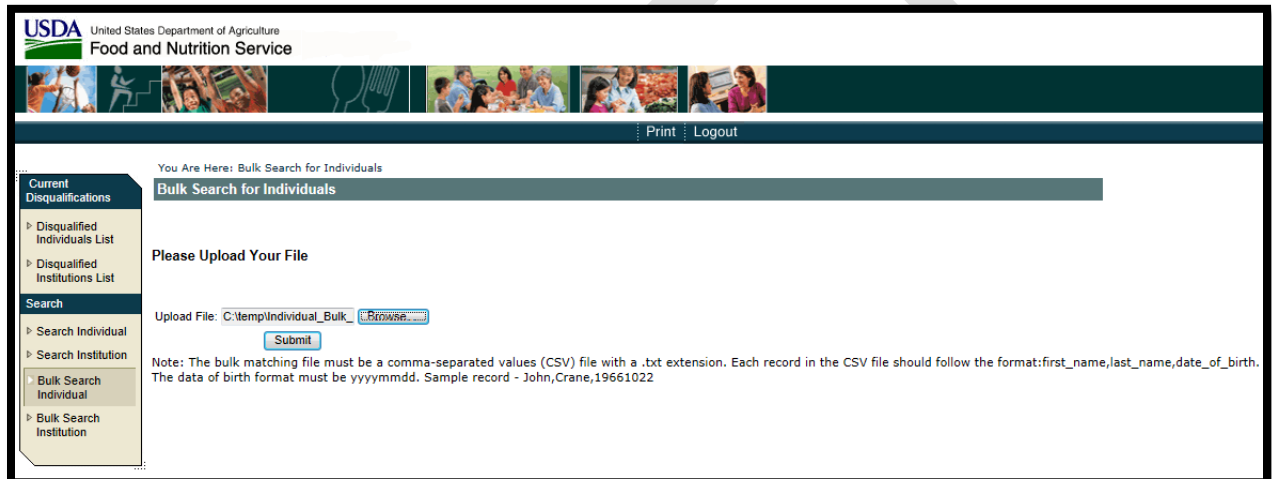 USDA United States Department of Agriculture
Food and Nutrition Service
Print Logout
You Are Here: Bulk Search for Individuals
Bulk Search for Individuals
Current
Disqualifications
Disqualified
Individuals List
Disqualified
Institutions List
Search
Search Individual
Search Institution
Bulk Search
Individual
Bulk Search
Institution
Please Upload Your File
Upload File: C:\temp\Individual_Bulk_ Browse...
Submit
Note: The bulk matching file must be a comma-separated values (CSV) file with a .txt extension. Each record in the CSV file should follow the format:first_name,last_name,date_of_birth.
The data of birth format must be yyyymmdd. Sample record - John,Crane,19661022